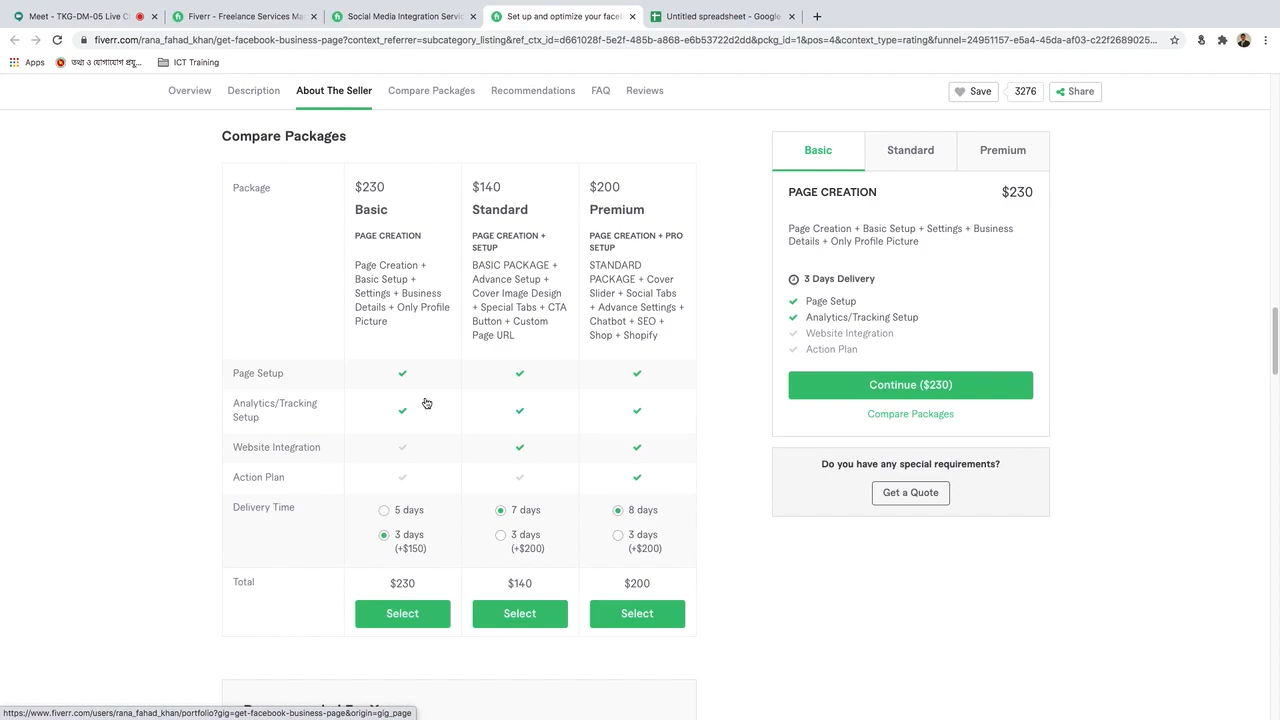 Meet - TKG-DM-05 Live C
Fiverr - Freelance Services Ma
Social Media Integration Servic
Set up and optimize your faceb
Untitled spreadsheet - Google
fiverr.com/rana_fahad_khan/get-facebook-business-page?context_referrer=subcategory_listing&ref_ctx_id=d661028f-5e2f-485b-a868-e6b53722d2dd&pckg_id=1&pos=4&context_type=rating&funnel=24951157-e5a4-45da-af03-c22f2689025...
Apps
তথ্য ও যোগাযোগ প্রযু...
ICT Training
Overview
Description
About The Seller
Compare Packages
Recommendations
FAQ
Reviews
Save
3276
Share
Compare Packages
Package
$230
Basic
PAGE CREATION
Page Creation +
Basic Setup +
Settings + Business
Details + Only Profile
Picture
$140
Standard
PAGE CREATION +
SETUP
BASIC PACKAGE +
Advance Setup +
Cover Image Design
+ Special Tabs + CTA
Button + Custom
Page URL
$200
Premium
PAGE CREATION + PRO
SETUP
STANDARD
PACKAGE + Cover
Slider + Social Tabs
+ Advance Settings +
Chatbot + SEO +
Shop + Shopify
Page Setup
Analytics/Tracking
Setup
Website Integration
Action Plan
Delivery Time
5 days
3 days
(+$150)
7 days
3 days
(+$200)
8 days
3 days
(+$200)
Total
$230
$140
$200
Select
Select
Select
Basic
Standard
Premium
PAGE CREATION
$230
Page Creation + Basic Setup + Settings + Business
Details + Only Profile Picture
3 Days Delivery
Page Setup
Analytics/Tracking Setup
Website Integration
Action Plan
Continue ($230)
Compare Packages
Do you have any special requirements?
Get a Quote
https://www.fiverr.com/users/rana_fahad_khan/portfolio?gig=get-facebook-business-page&origin=gig_page